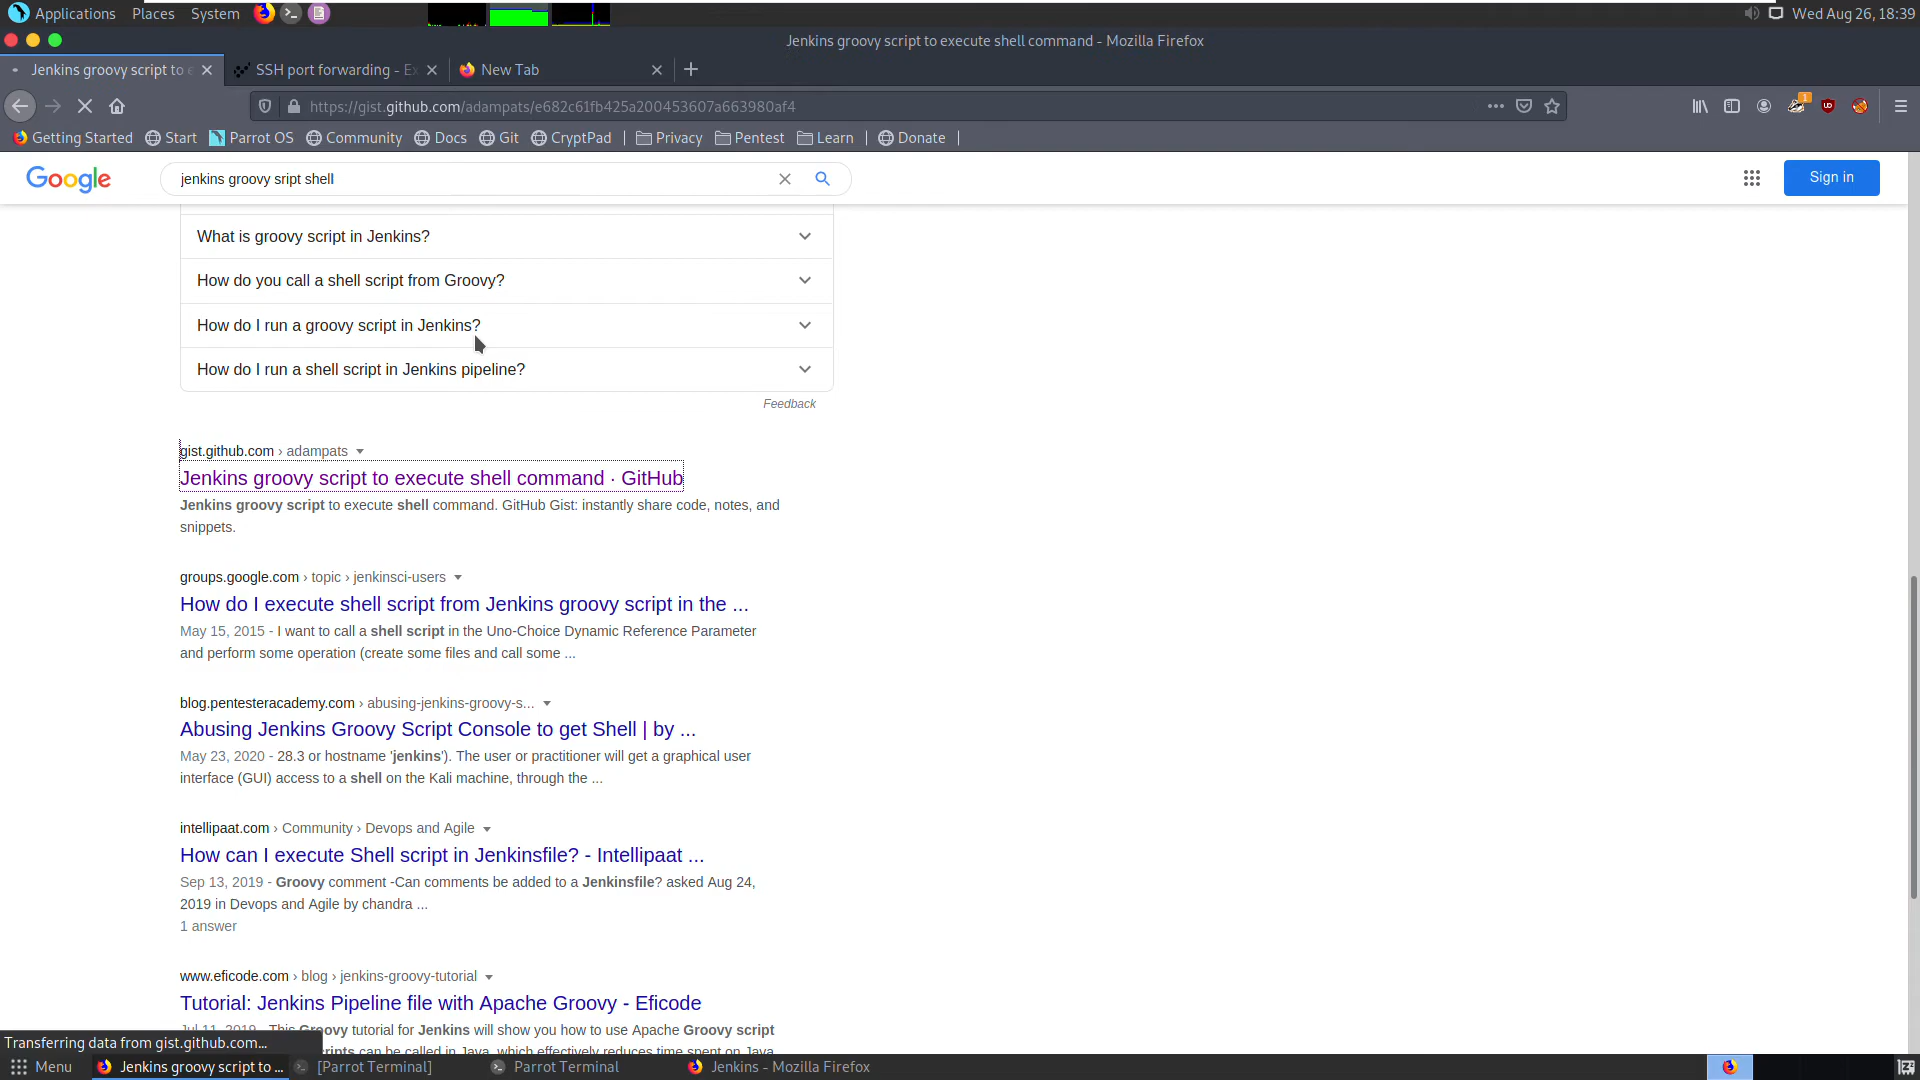 Applications Places System
Wed Aug 26, 18:39
Jenkins groovy script to execute shell command - Mozilla Firefox
Jenkins groovy script to e
SSH port forwarding - Ex
New Tab
https://gist.github.com/adampats/e682c61fb425a200453607a663980af4
1
Getting Started Start Parrot OS Community Docs Git CryptPad Privacy Pentest Learn Donate
Google
jenkins groovy sript shell
Sign in
What is groovy script in Jenkins?
How do you call a shell script from Groovy?
How do I run a groovy script in Jenkins?
How do I run a shell script in Jenkins pipeline?
Feedback
gist.github.com › adampats
Jenkins groovy script to execute shell command · GitHub
Jenkins groovy script to execute shell command. GitHub Gist: instantly share code, notes, and
snippets.
groups.google.com › topic › jenkinsci-users
How do I execute shell script from Jenkins groovy script in the ...
May 15, 2015 - I want to call a shell script in the Uno-Choice Dynamic Reference Parameter
and perform some operation (create some files and call some ...
blog.pentesteracademy.com › abusing-jenkins-groovy-s...
Abusing Jenkins Groovy Script Console to get Shell | by ...
May 23, 2020 - 28.3 or hostname 'jenkins'). The user or practitioner will get a graphical user
interface (GUI) access to a shell on the Kali machine, through the ...
intellipaat.com › Community › Devops and Agile
How can I execute Shell script in Jenkinsfile? - Intellipaat ...
Sep 13, 2019 - Groovy comment -Can comments be added to a Jenkinsfile? asked Aug 24,
2019 in Devops and Agile by chandra ...
1 answer
www.eficode.com › blog › jenkins-groovy-tutorial
Tutorial: Jenkins Pipeline file with Apache Groovy - Eficode
Jul 11, 2019 - This Groovy tutorial for Jenkins will show you how to use Apache Groovy script
can be called in Java, which effectively reduces time spent on Java
Transferring data from gist.github.com...
Menu
Jenkins groovy script to ...
[Parrot Terminal]
Parrot Terminal
Jenkins - Mozilla Firefox